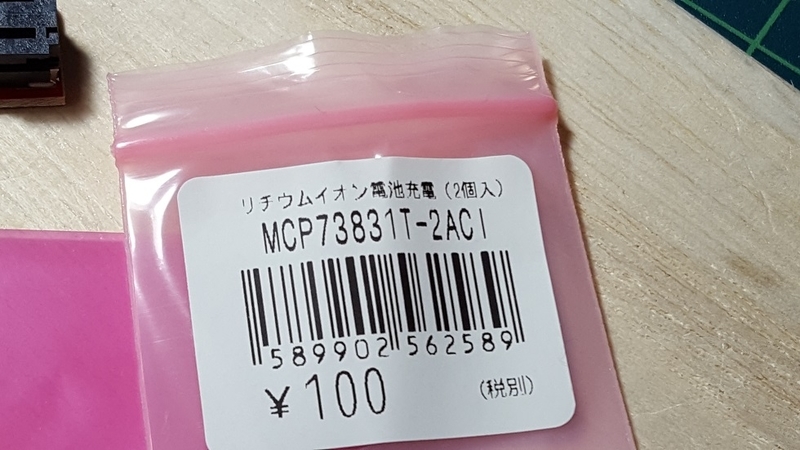 リチウムイオン電池充電（2個入）
MCP73831T-2ACI
589902 562589
¥100
（税別）